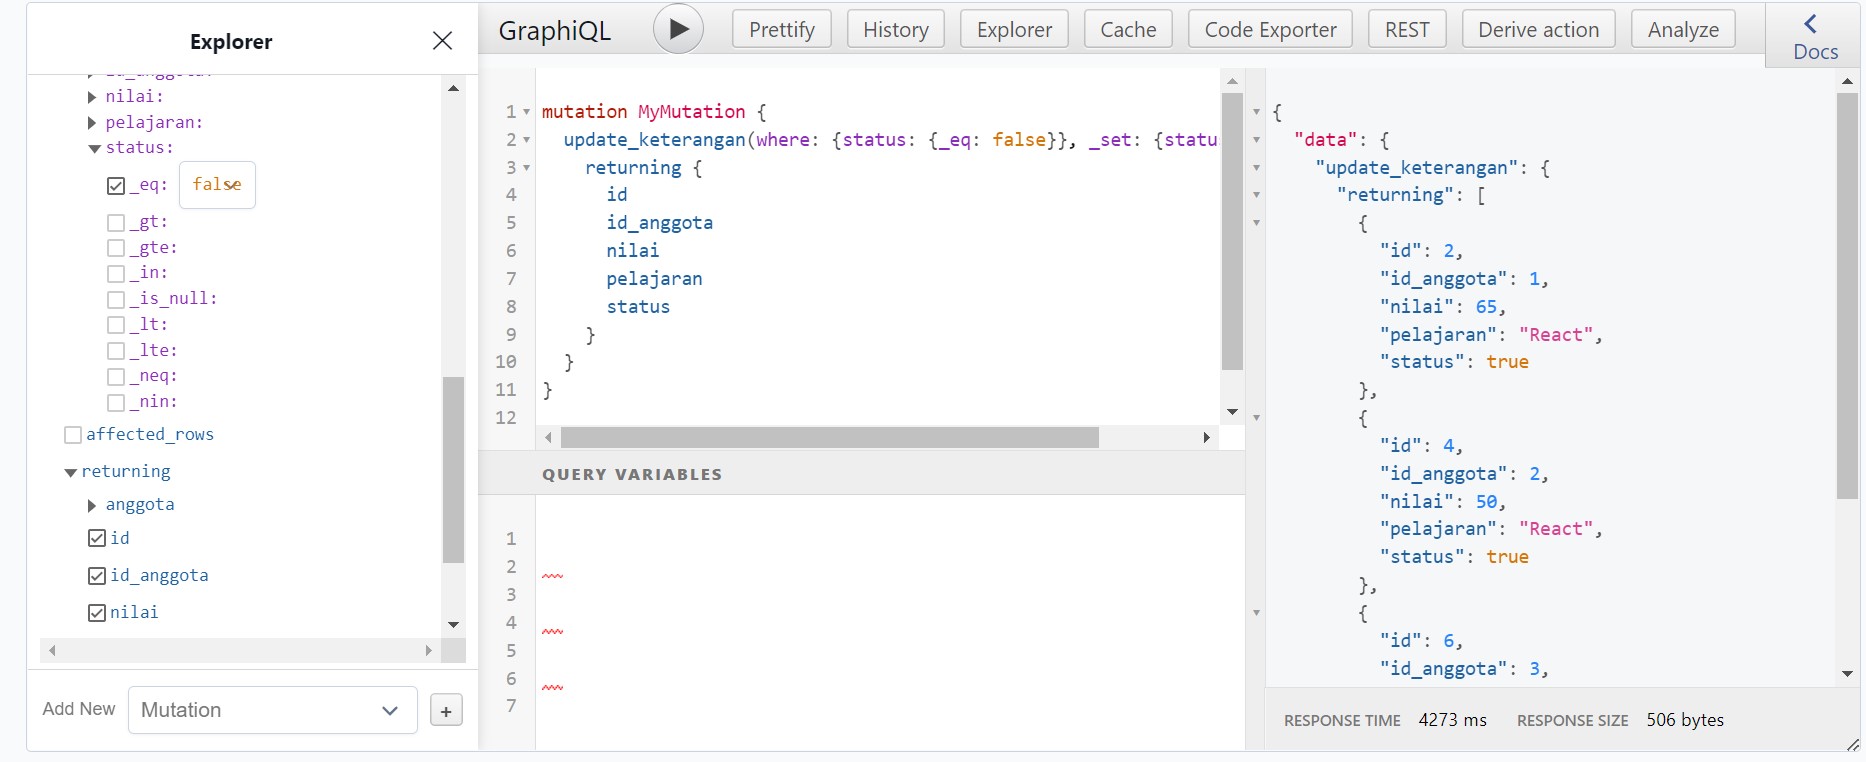 Explorer
nilai:
pelajaran:
status:
_eq: false
_gt:
_gte:
_in:
_is_null:
_lt:
_lte:
_neq:
_nin:
affected_rows
returning
anggota
id
id_anggota
nilai
Add New Mutation +
GraphiQL Prettify History Explorer Cache Code Exporter REST Derive action Analyze
Docs
1 mutation MyMutation {
2 update_keterangan(where: {status: {_eq: false}}, _set: {statu
3 returning {
4 id
5 id_anggota
6 nilai
7 pelajaran
8 status
9 }
10 }
11 }
12
QUERY VARIABLES
1
2
3
4
5
6
7
{
"data": {
"update_keterangan": {
"returning": [
{
"id": 2,
"id_anggota": 1,
"nilai": 65,
"pelajaran": "React",
"status": true
},
{
"id": 4,
"id_anggota": 2,
"nilai": 50,
"pelajaran": "React",
"status": true
},
{
"id": 6,
"id_anggota": 3,
RESPONSE TIME 4273 ms RESPONSE SIZE 506 bytes